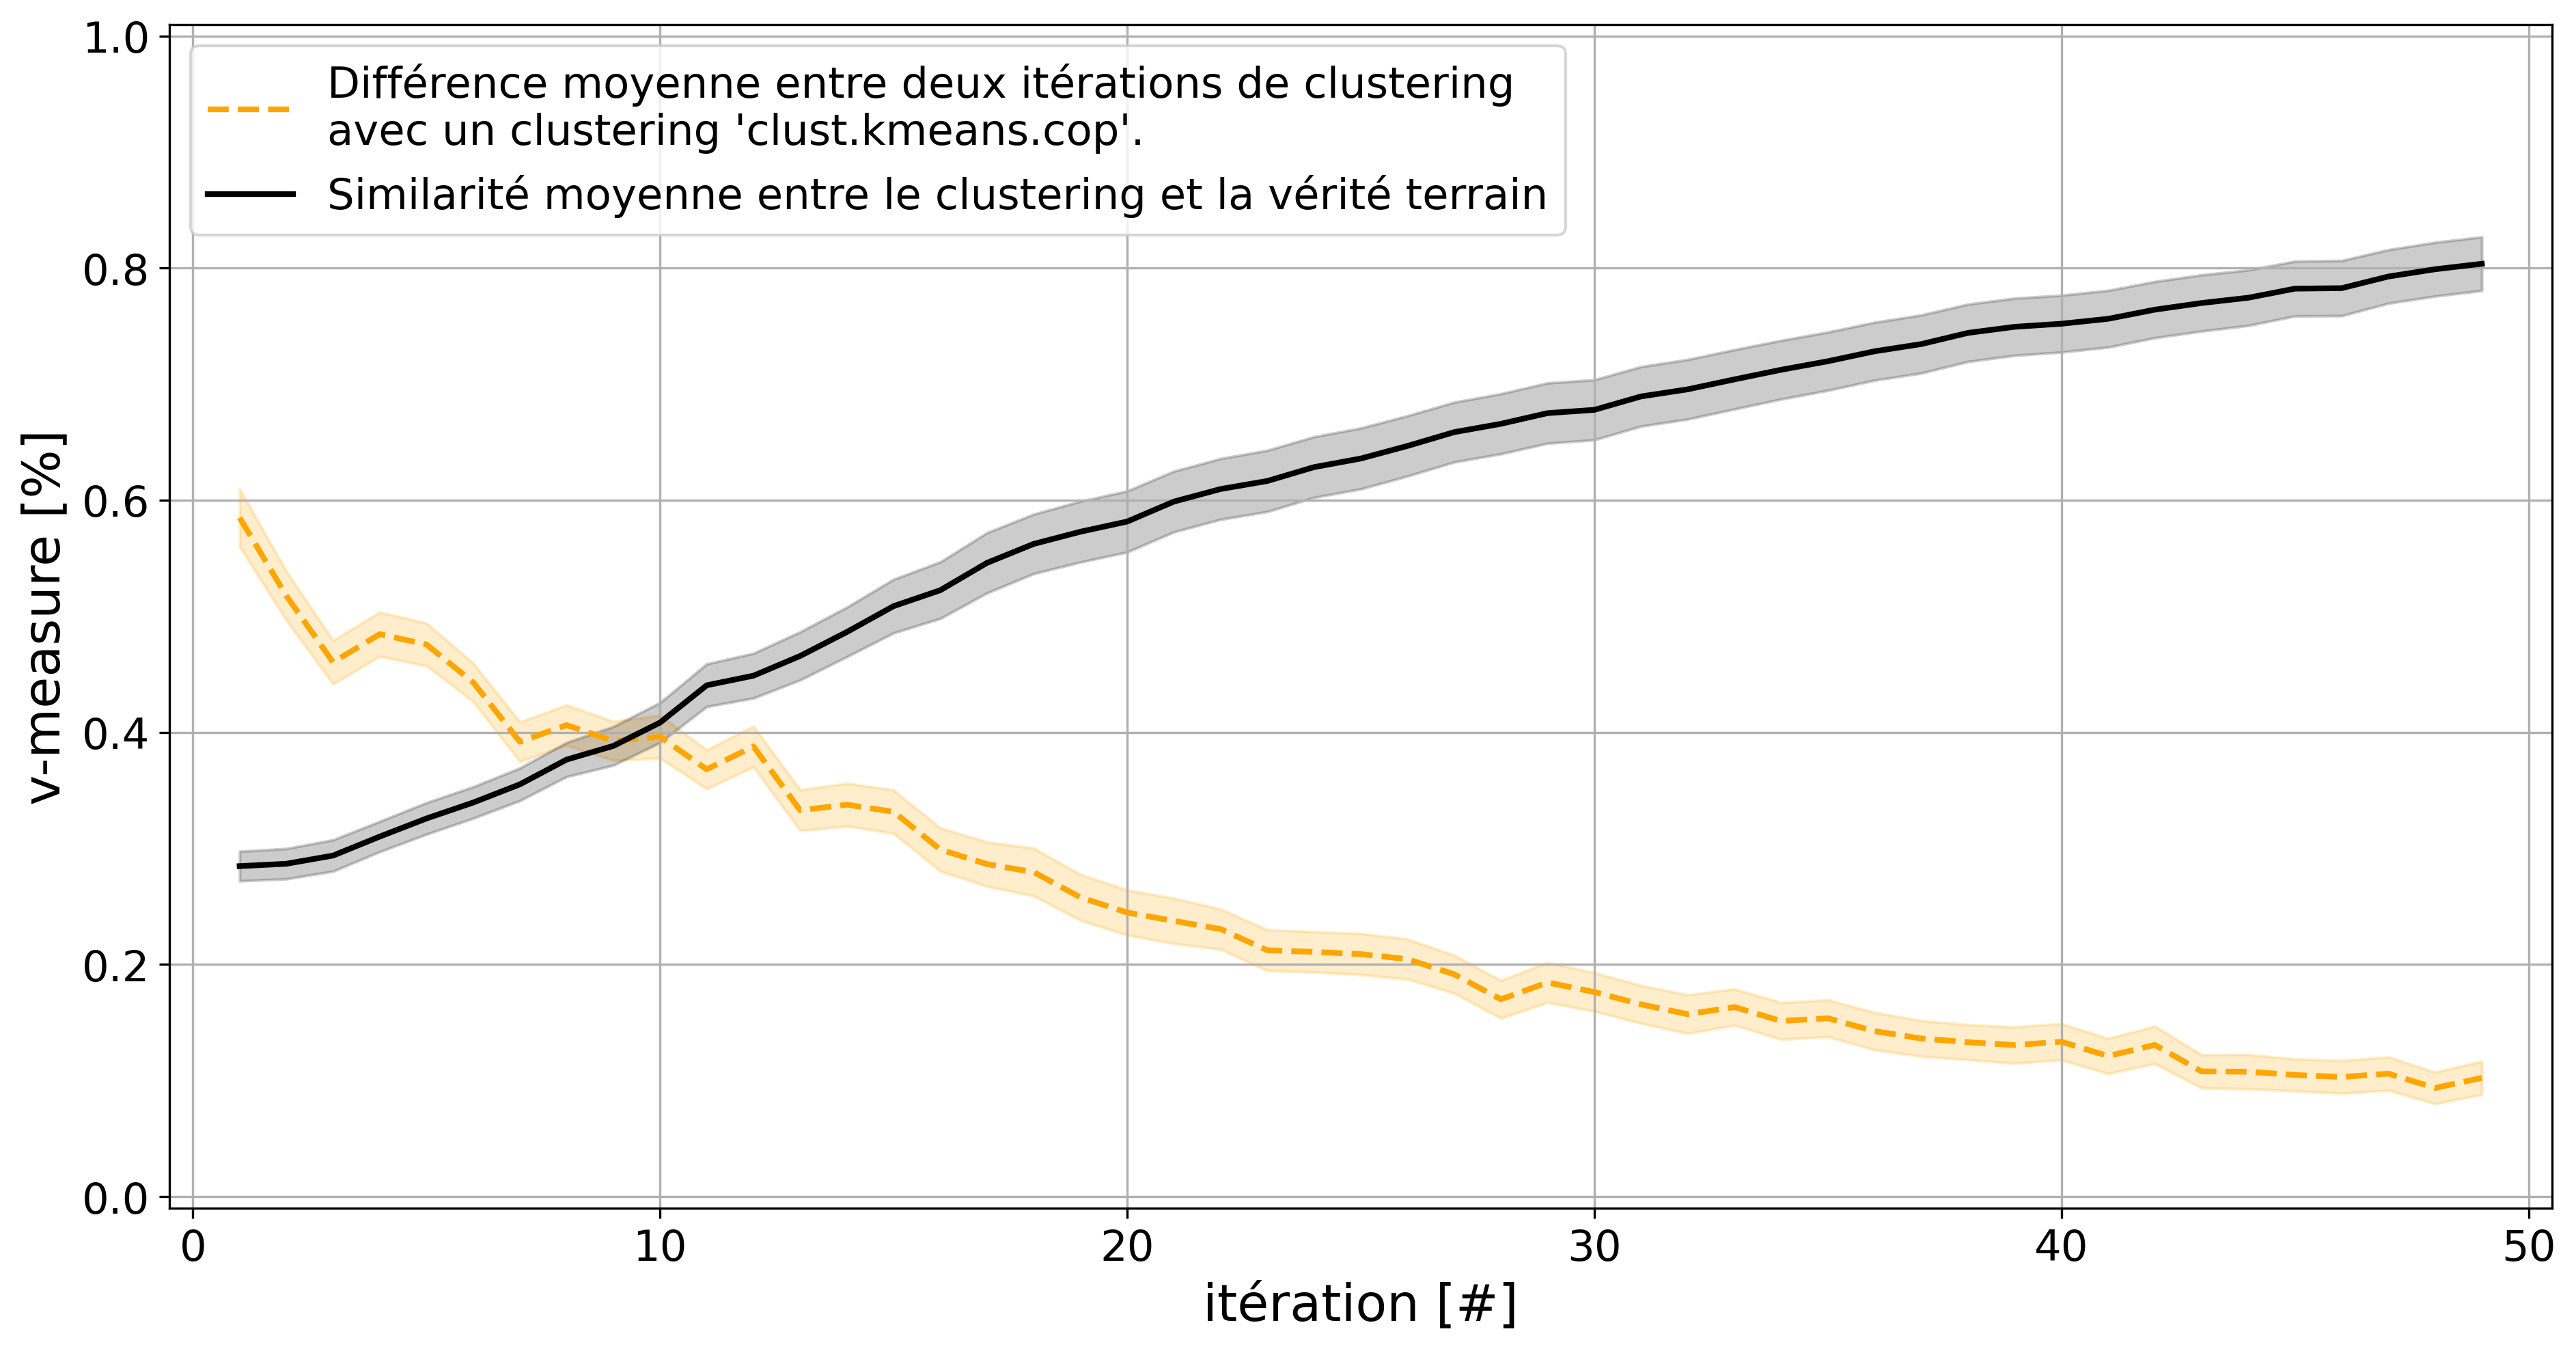 Différence moyenne entre deux itérations de clustering
avec un clustering 'clust.kmeans.cop'.
Similarité moyenne entre le clustering et la vérité terrain
v-measure [%]
1.0
0.8
0.6
0.4
0.2
0.0
0 10 20 30 40 50
itération [#]